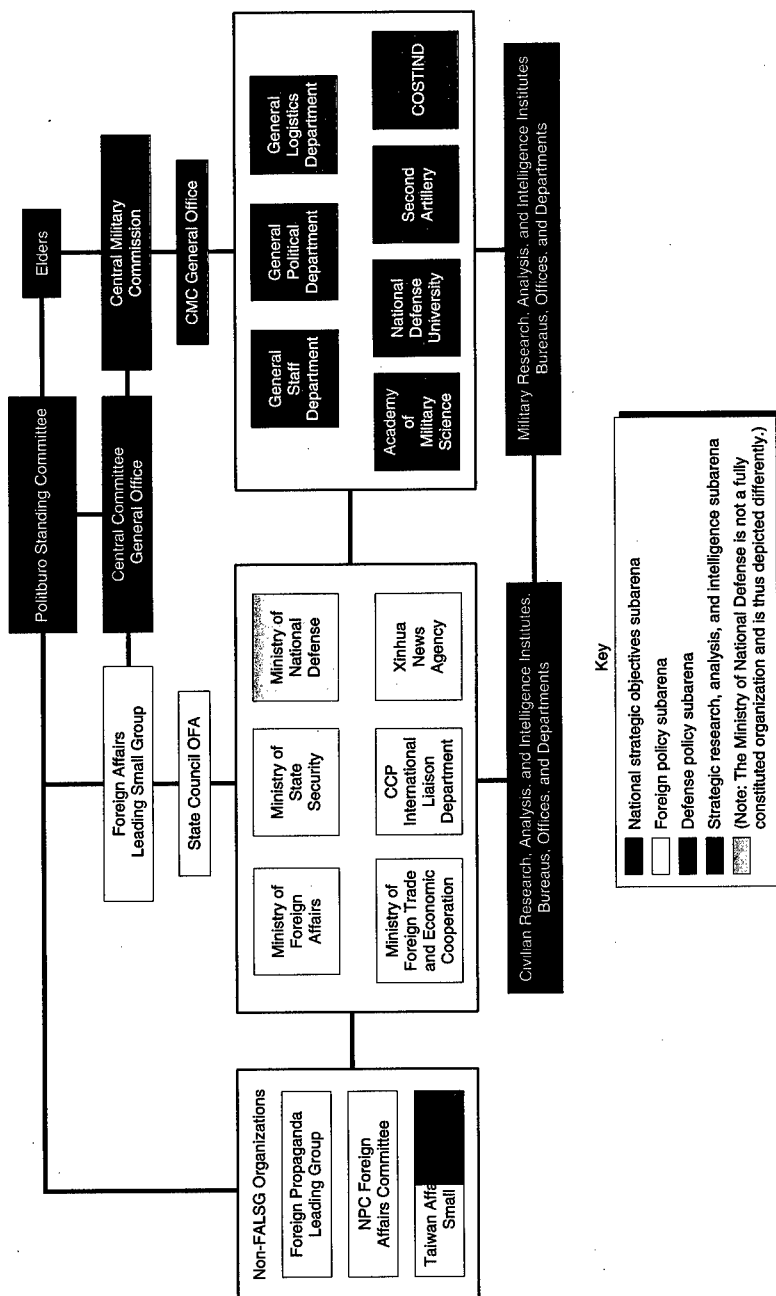 Elders
Politburo Standing Committee
Central Military
Commission
Central Committee
General Office
Foreign Affairs
Leading Small Group
CMC General Office
State Council OFA
Non-FALSG Organizations
Foreign Propaganda
Leading Group
NPC Foreign
Affairs Committee
Taiwan
Small
Ministry of
Foreign
Affairs
Ministry of
State
Security
Ministry of
National
Defense
Ministry of
Foreign Trade
and Economic
Cooperation
CCP
International
Liaison
Department
Xinhua
News
Agency
General
Staff
Department
General
Political
Department
General
Logistics
Department
Academy
of
Military
Science
National
Defense
University
Second
Artillery
COSTIND
Civilian Research, Analysis, and Intelligence Institutes,
Bureaus, Offices, and Departments
Military Research, Analysis, and Intelligence Institutes
Bureaus, Offices, and Departments
Key
National strategic objectives subarena
Foreign policy subarena
Defense policy subarena
Strategic research, analysis, and intelligence subarena
(Note: The Ministry of National Defense is not a fully
constituted organization and is thus depicted differently.)